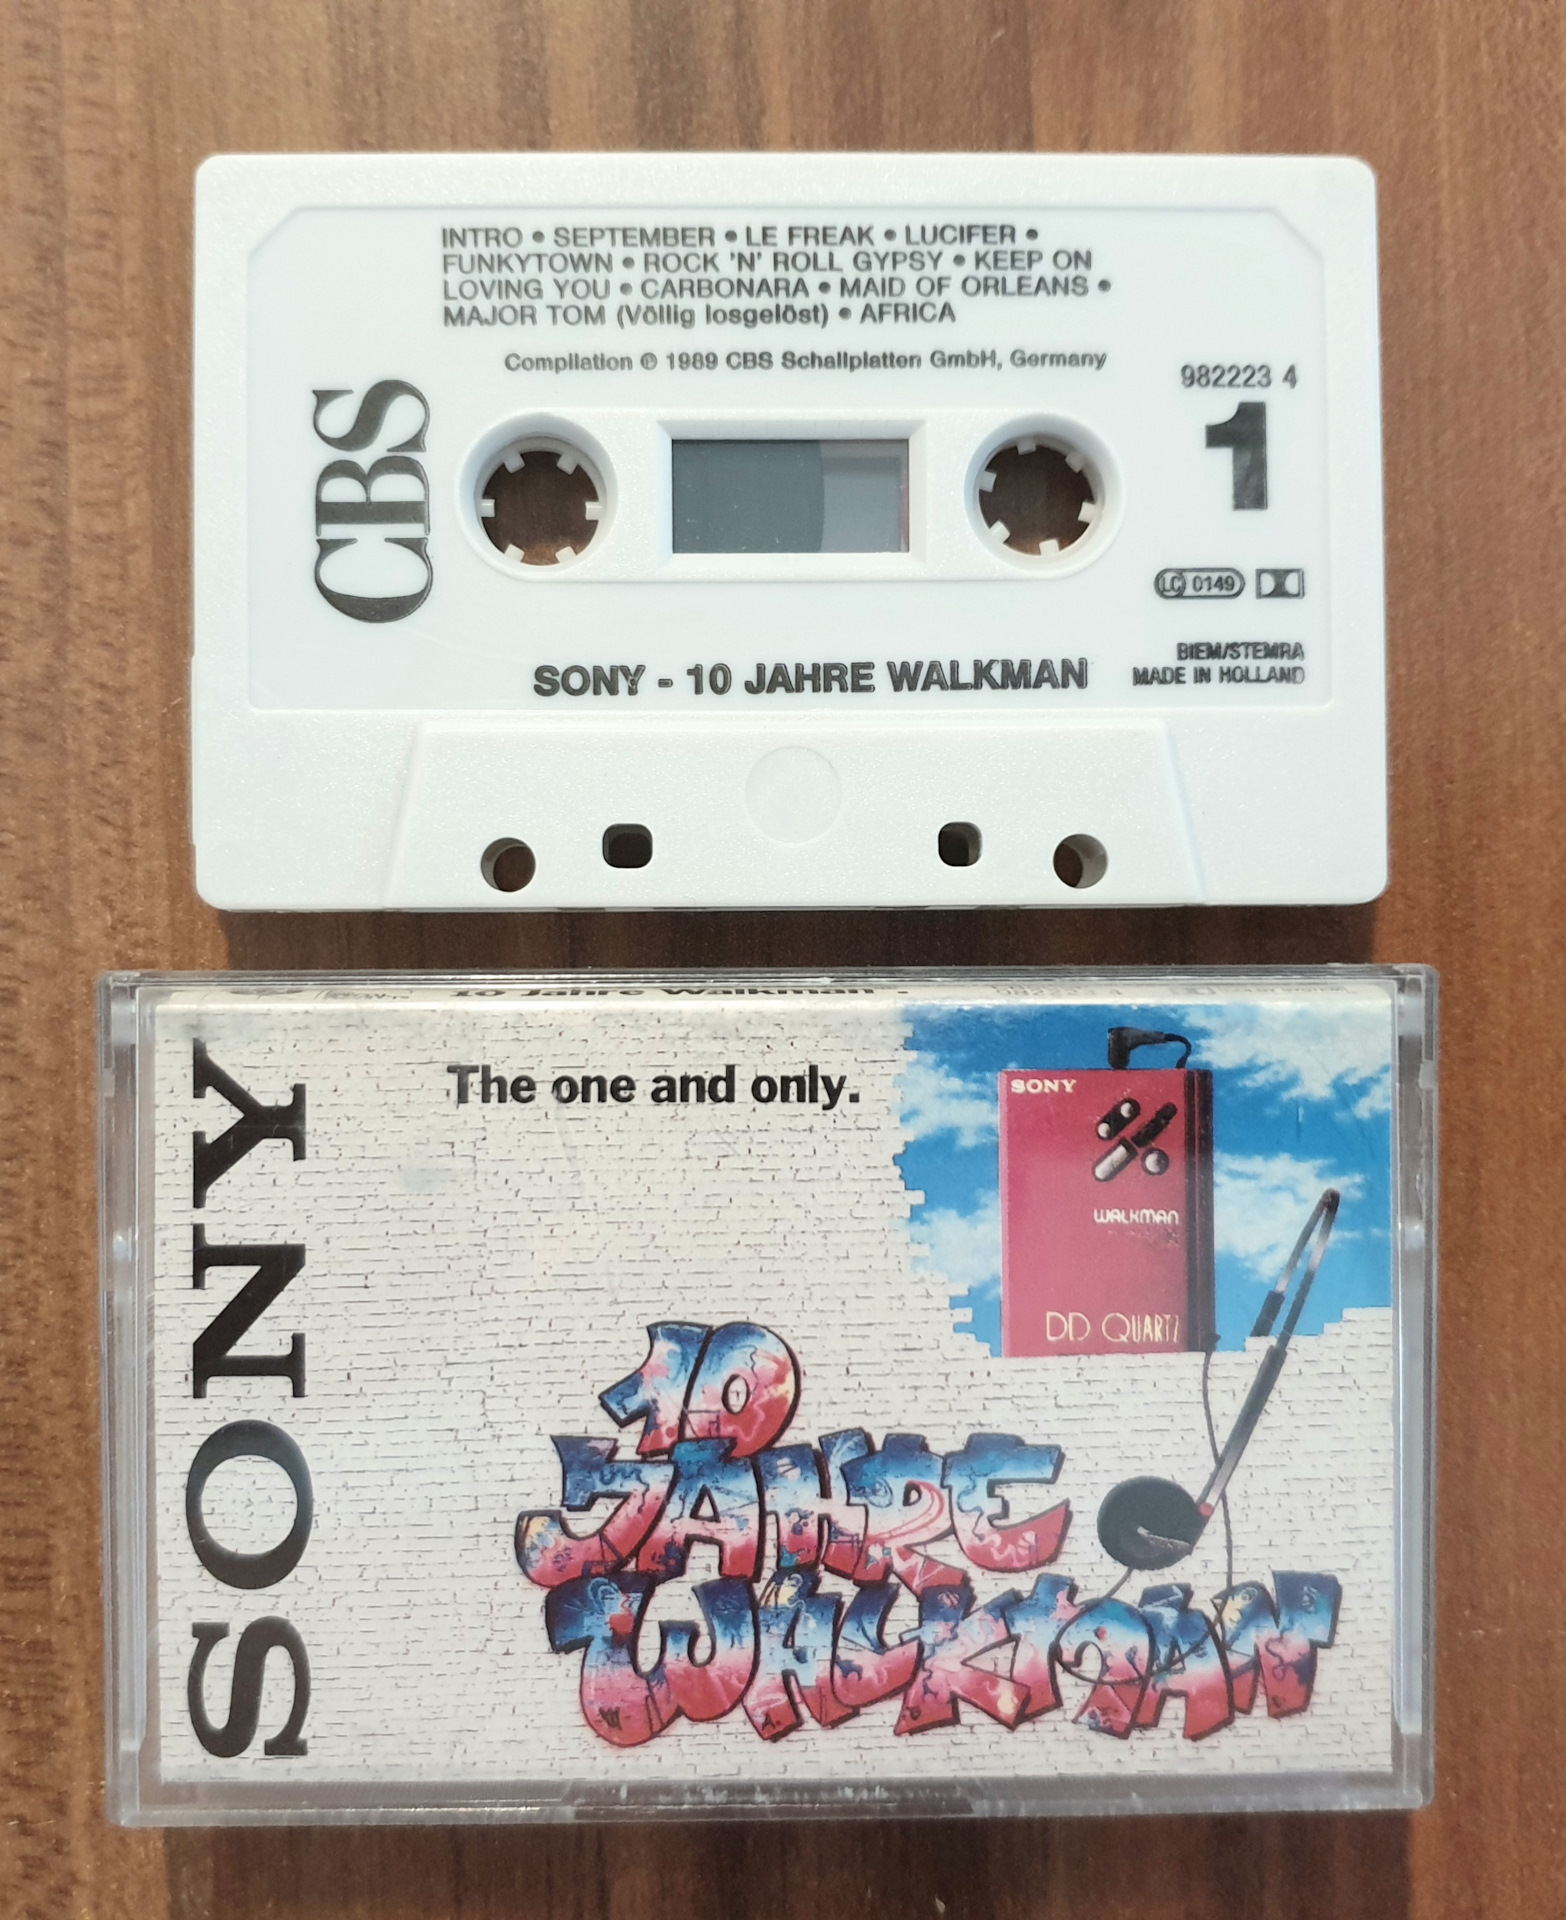 INTRO • SEPTEMBER • LE FREAK • LUCIFER •
FUNKYTOWN • ROCK 'N' ROLL GYPSY • KEEP ON
LOVING YOU • CARBONARA • MAID OF ORLEANS •
MAJOR TOM (Völlig losgelöst) • AFRICA
Compilation ℗ 1989 CBS Schallplatten GmbH, Germany
982223 4
1
CBS
LC 0149
BIEM/STEMRA
MADE IN HOLLAND
SONY - 10 JAHRE WALKMAN
10 Jahre Walkman
982223 4
SONY
The one and only.
SONY
WALKMAN
DD QUARTZ
10
JAHRE
WALKMAN